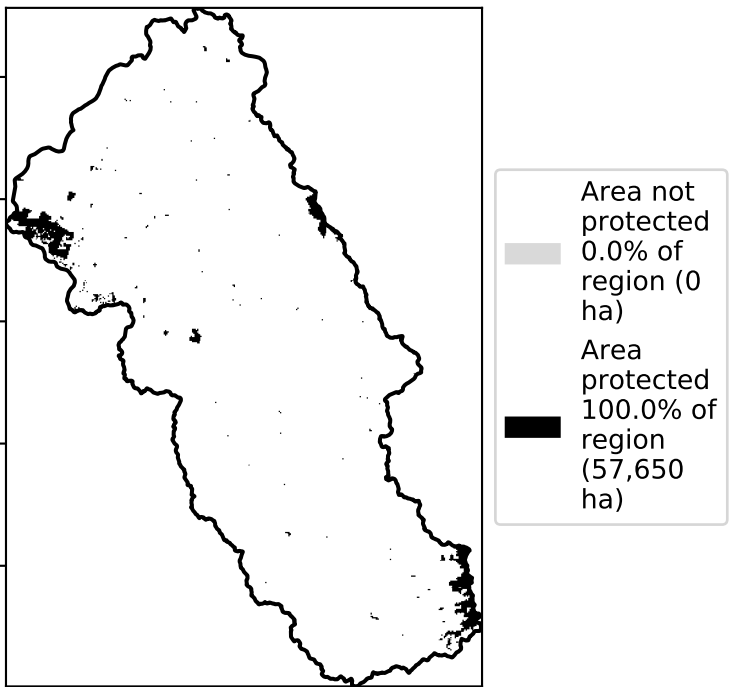 Area not
protected
0.0% of
region (0
ha)
Area
protected
100.0% of
region
(57,650
ha)